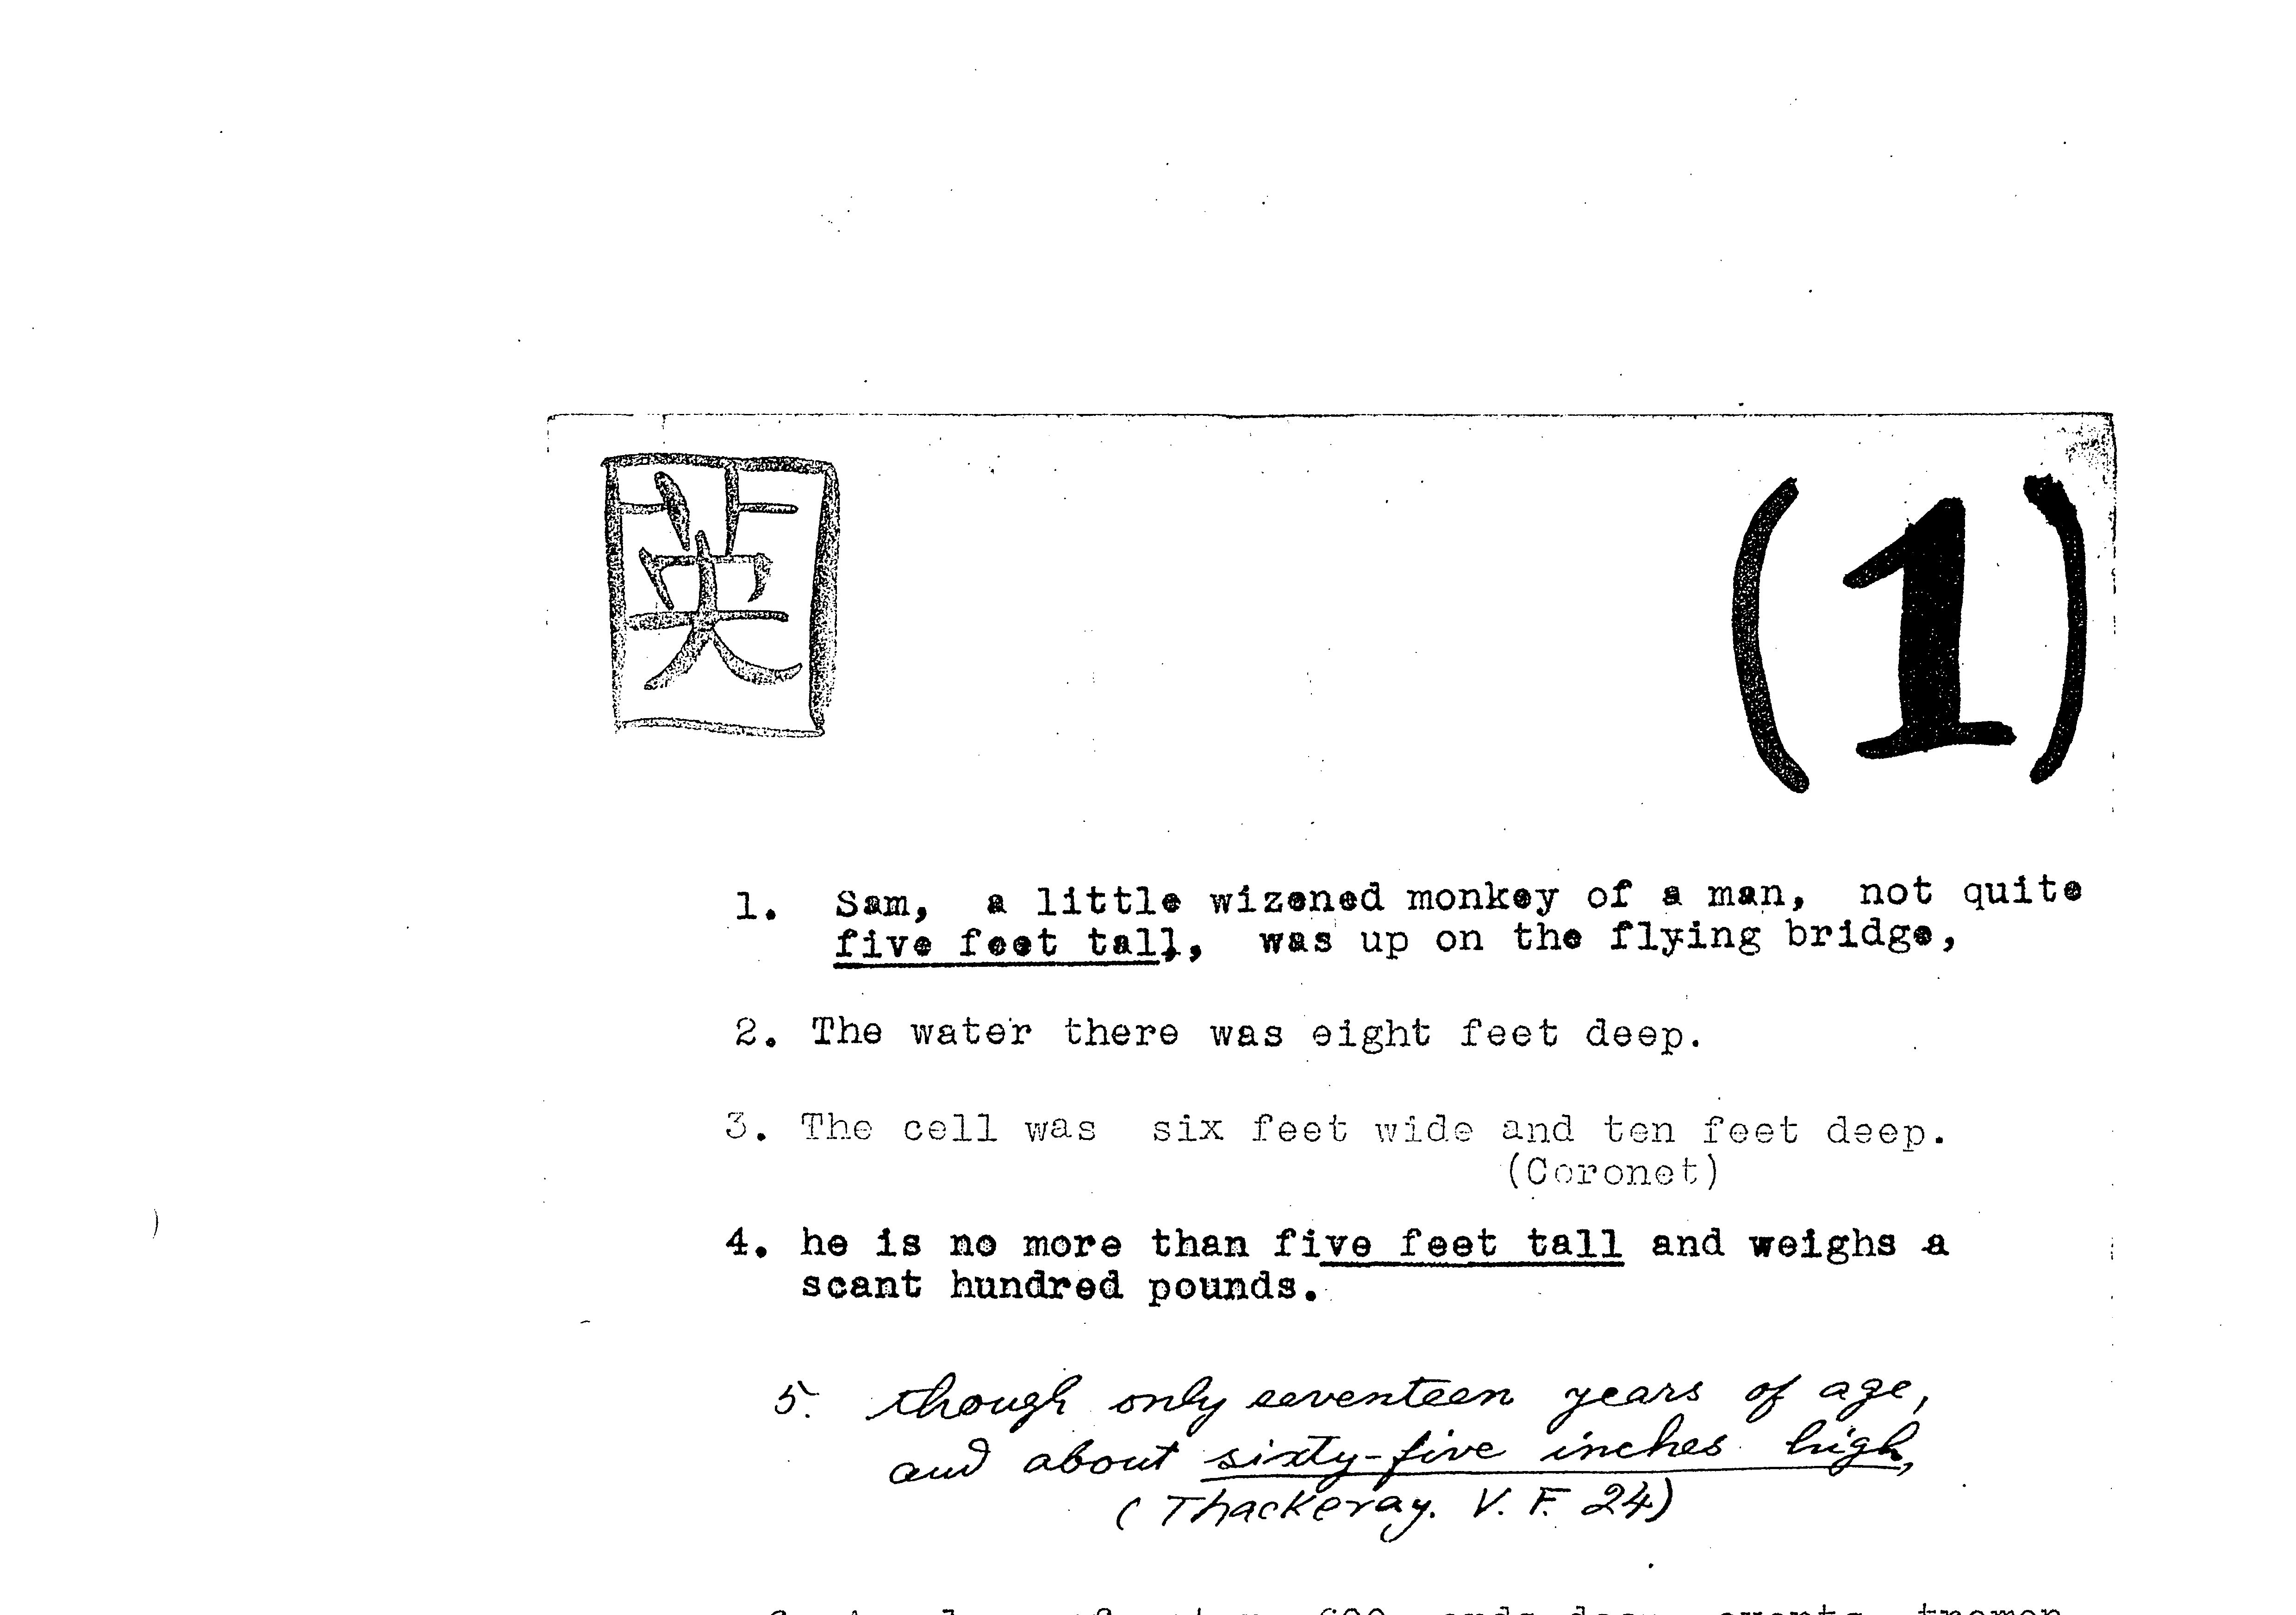 英
(1)
1. Sam, a little wizened monkey of a man, not quite
five feet tall, was up on the flying bridge,
2. The water there was eight feet deep.
3. The cell was six feet wide and ten feet deep.
(Coronet)
4. he is no more than five feet tall and weighs a
scant hundred pounds.
5. though only seventeen years of age,
and about sixty-five inches high,
(Thackeray. V. F. 24)